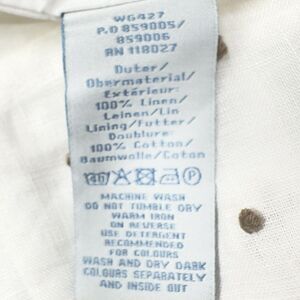 WG427
P.O 859005/
859006
RN 118027
Outer/
Obermaterial/
Extérieur:
100% Linen/
Leinen/Lin
Lining/Futter/
Doublure:
100% Cotton/
Baumwolle/Coton
MACHINE WASH
DO NOT TUMBLE DRY
WARM IRON
ON REVERSE
USE DETERGENT
RECOMMENDED
FOR COLOURS
WASH AND DRY DARK
COLOURS SEPARATELY
AND INSIDE OUT